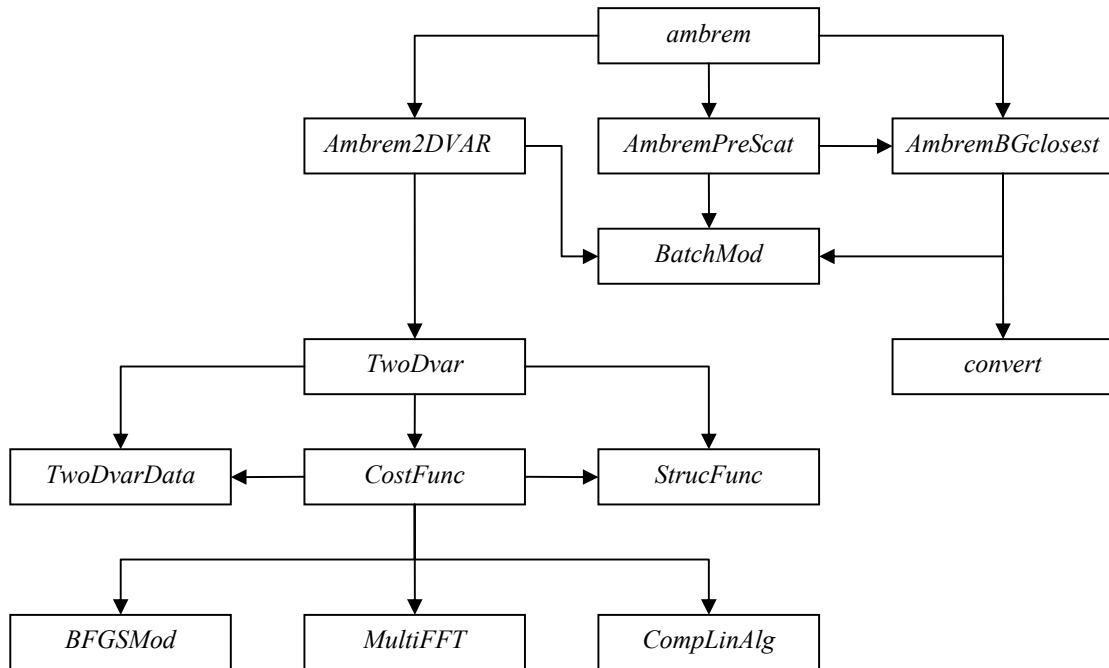 ambrem
Ambrem2DVAR
AmbremPreScat
AmbremBGclosest
BatchMod
TwoDvar
convert
TwoDvarData
CostFunc
StrucFunc
BFGSMod
MultiFFT
CompLinAlg